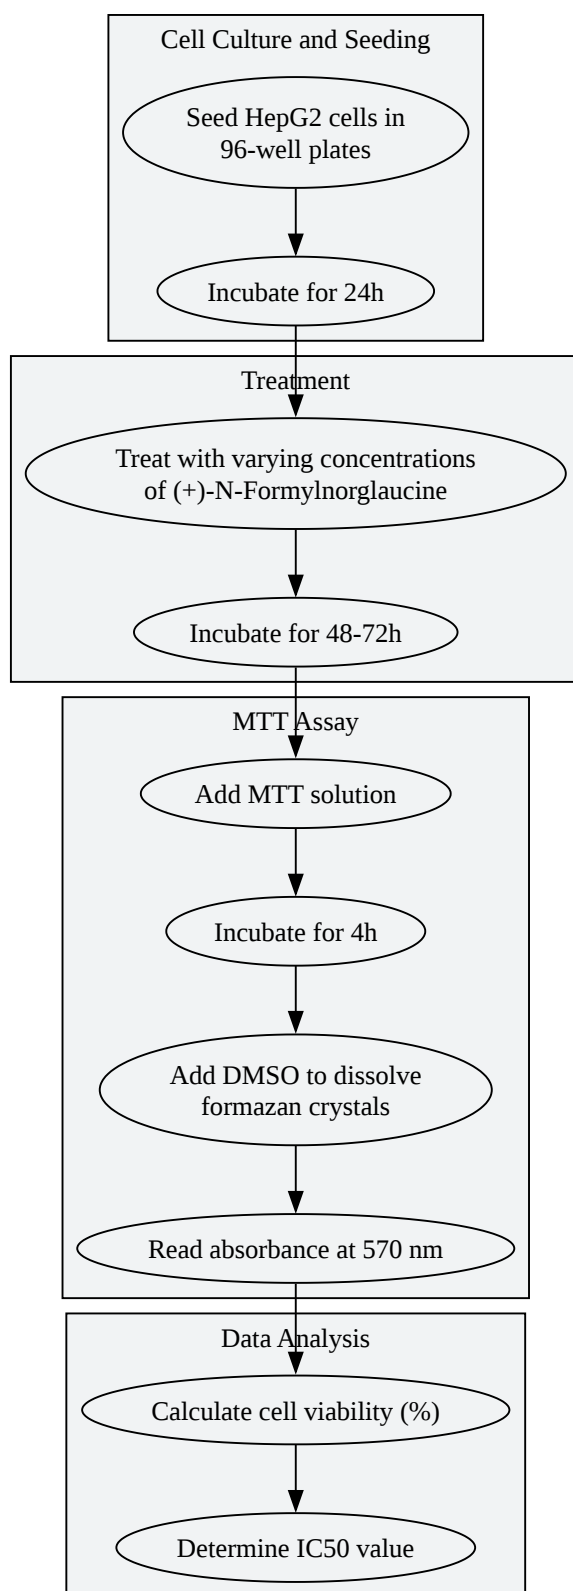 Cell Culture and Seeding
Seed HepG2 cells in
96-well plates
Incubate for 24h
Treatment
Treat with varying concentrations
of (+)-N-Formylnorglaucine
Incubate for 48-72h
MTT Assay
Add MTT solution
Incubate for 4h
Add DMSO to dissolve
formazan crystals
Read absorbance at 570 nm
Data Analysis
Calculate cell viability (%)
Determine IC50 value